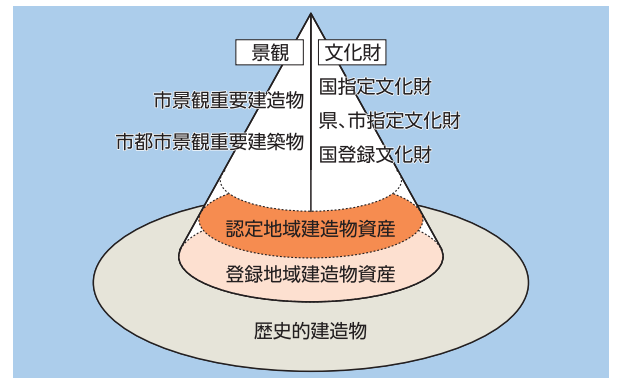 景観
文化財
市景観重要建造物
市都市景観重要建築物
国指定文化財
県、市指定文化財
国登録文化財
認定地域建造物資産
登録地域建造物資産
歴史的建造物